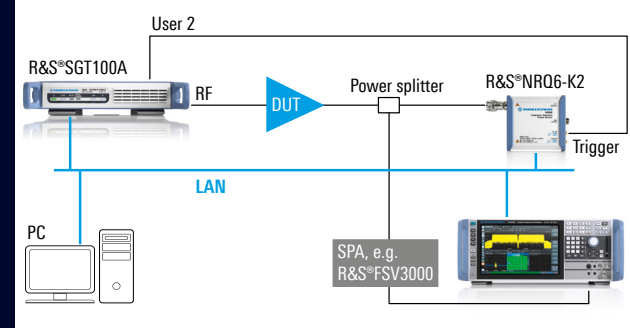 User 2
R&S®SGT100A
RF
DUT
Power splitter
R&S®NRQ6-K2
Trigger
LAN
PC
SPA, e.g.
R&S®FSV3000